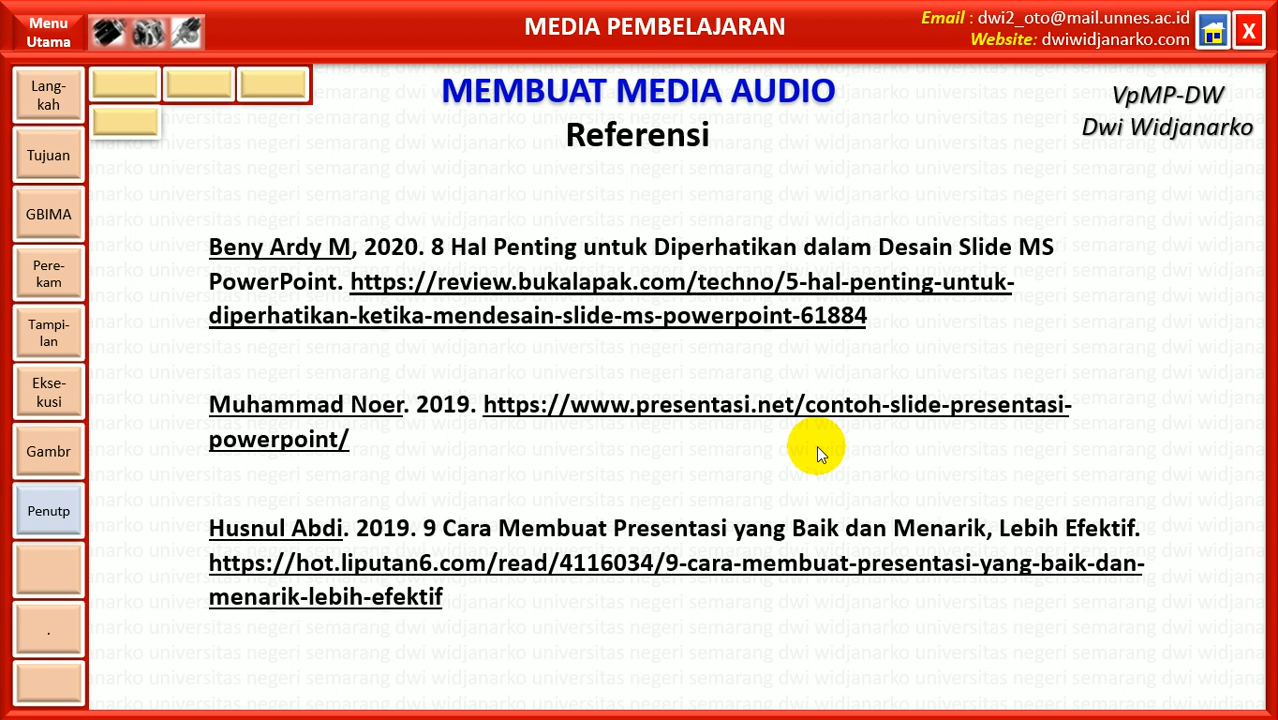 Menu
Utama
MEDIA PEMBELAJARAN
Email : dwi2_oto@mail.unnes.ac.id
Website: dwiwidjanarko.com
X
Lang-
kah
Tujuan
GBIMA
Pere-
kam
Tampi-
lan
Ekse-
kusi
Gambr
Penutp
.
MEMBUAT MEDIA AUDIO
Referensi
VpMP-DW
Dwi Widjanarko
Beny Ardy M, 2020. 8 Hal Penting untuk Diperhatikan dalam Desain Slide MS
PowerPoint. https://review.bukalapak.com/techno/5-hal-penting-untuk-
diperhatikan-ketika-mendesain-slide-ms-powerpoint-61884
Muhammad Noer. 2019. https://www.presentasi.net/contoh-slide-presentasi-
powerpoint/
Husnul Abdi. 2019. 9 Cara Membuat Presentasi yang Baik dan Menarik, Lebih Efektif.
https://hot.liputan6.com/read/4116034/9-cara-membuat-presentasi-yang-baik-dan-
menarik-lebih-efektif